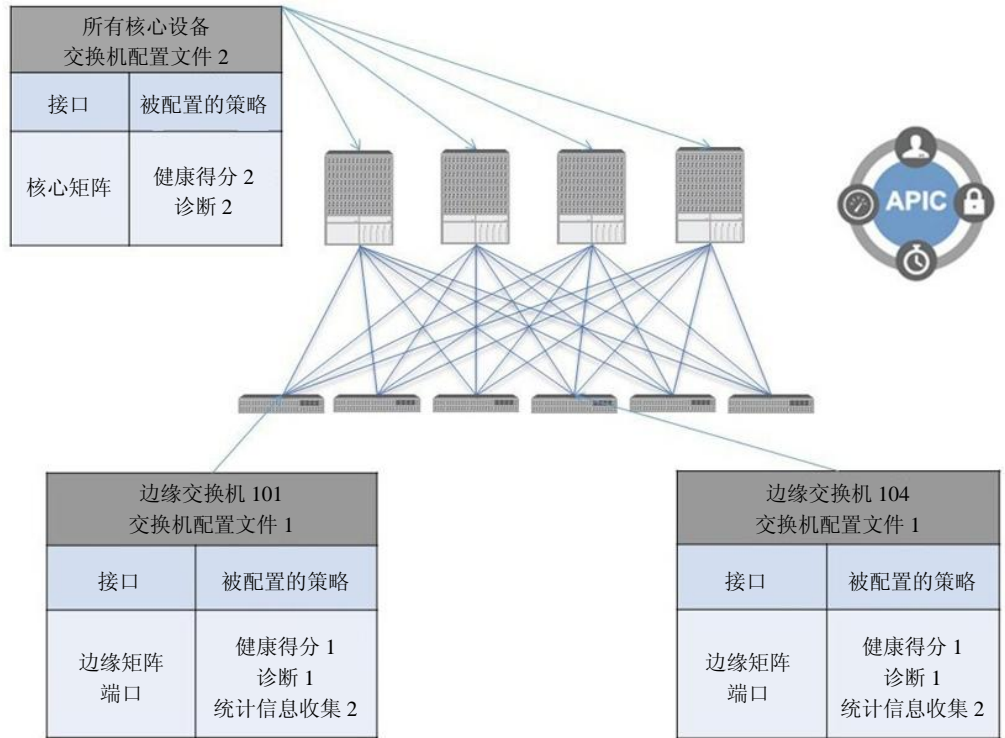 所有核心设备
交换机配置文件 2
接口
被配置的策略
核心矩阵
健康得分 2
诊断 2
APIC
边缘交换机 101
交换机配置文件 1
接口
被配置的策略
边缘矩阵
端口
健康得分 1
诊断 1
统计信息收集 2
边缘交换机 104
交换机配置文件 1
接口
被配置的策略
边缘矩阵
端口
健康得分 1
诊断 1
统计信息收集 2